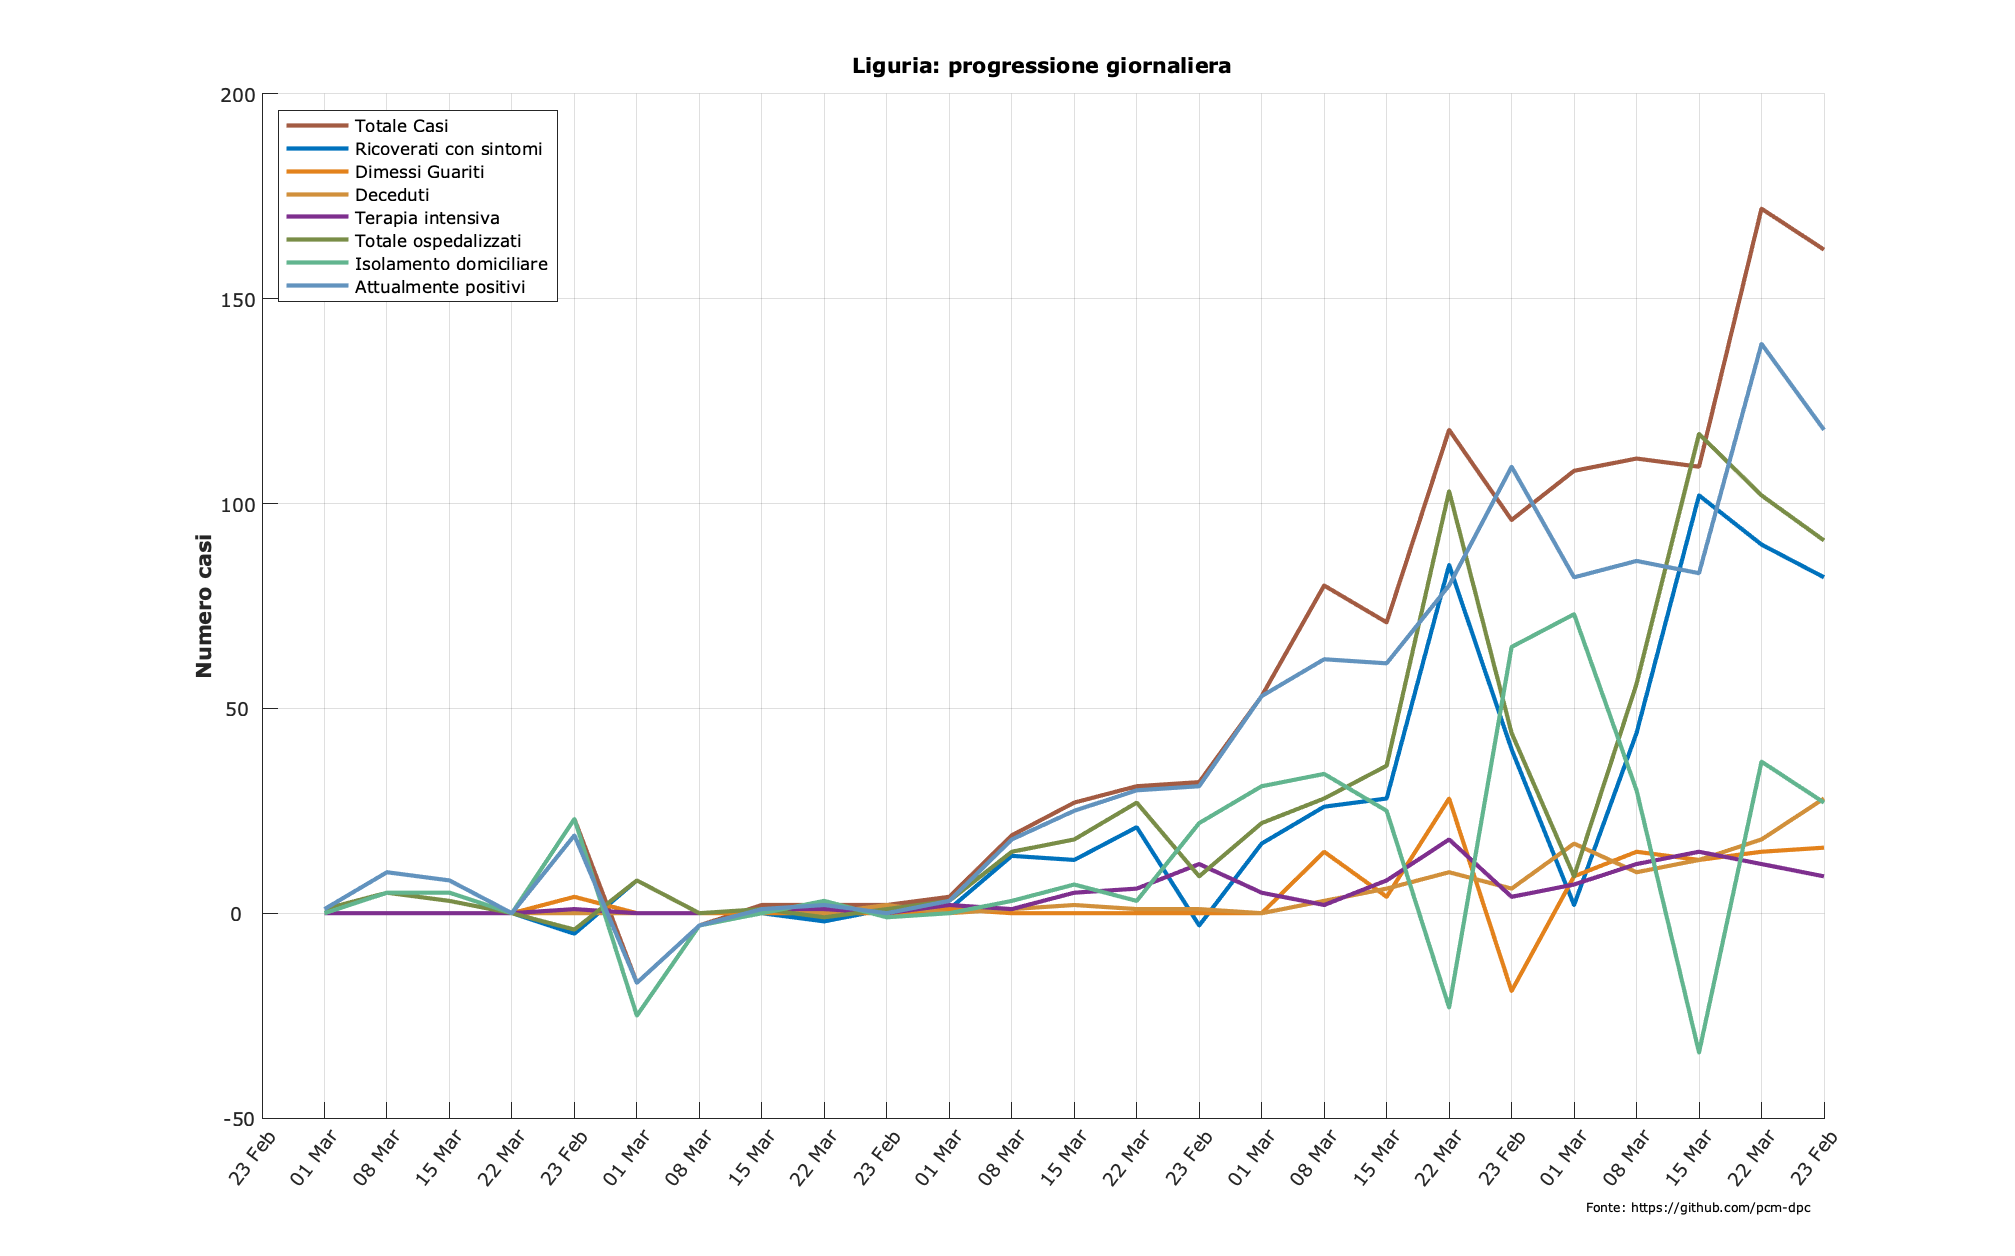 Liguria: progressione giornaliera
200
150
100
50
0
-50
Numero casi
Totale Casi
Ricoverati con sintomi
Dimessi Guariti
Deceduti
Terapia intensiva
Totale ospedalizzati
Isolamento domiciliare
Attualmente positivi
23 Feb
01 Mar
08 Mar
15 Mar
22 Mar
23 Feb
01 Mar
08 Mar
15 Mar
22 Mar
23 Feb
01 Mar
08 Mar
15 Mar
22 Mar
23 Feb
01 Mar
08 Mar
15 Mar
22 Mar
23 Feb
01 Mar
08 Mar
15 Mar
22 Mar
23 Feb
Fonte: https://github.com/pcm-dpc